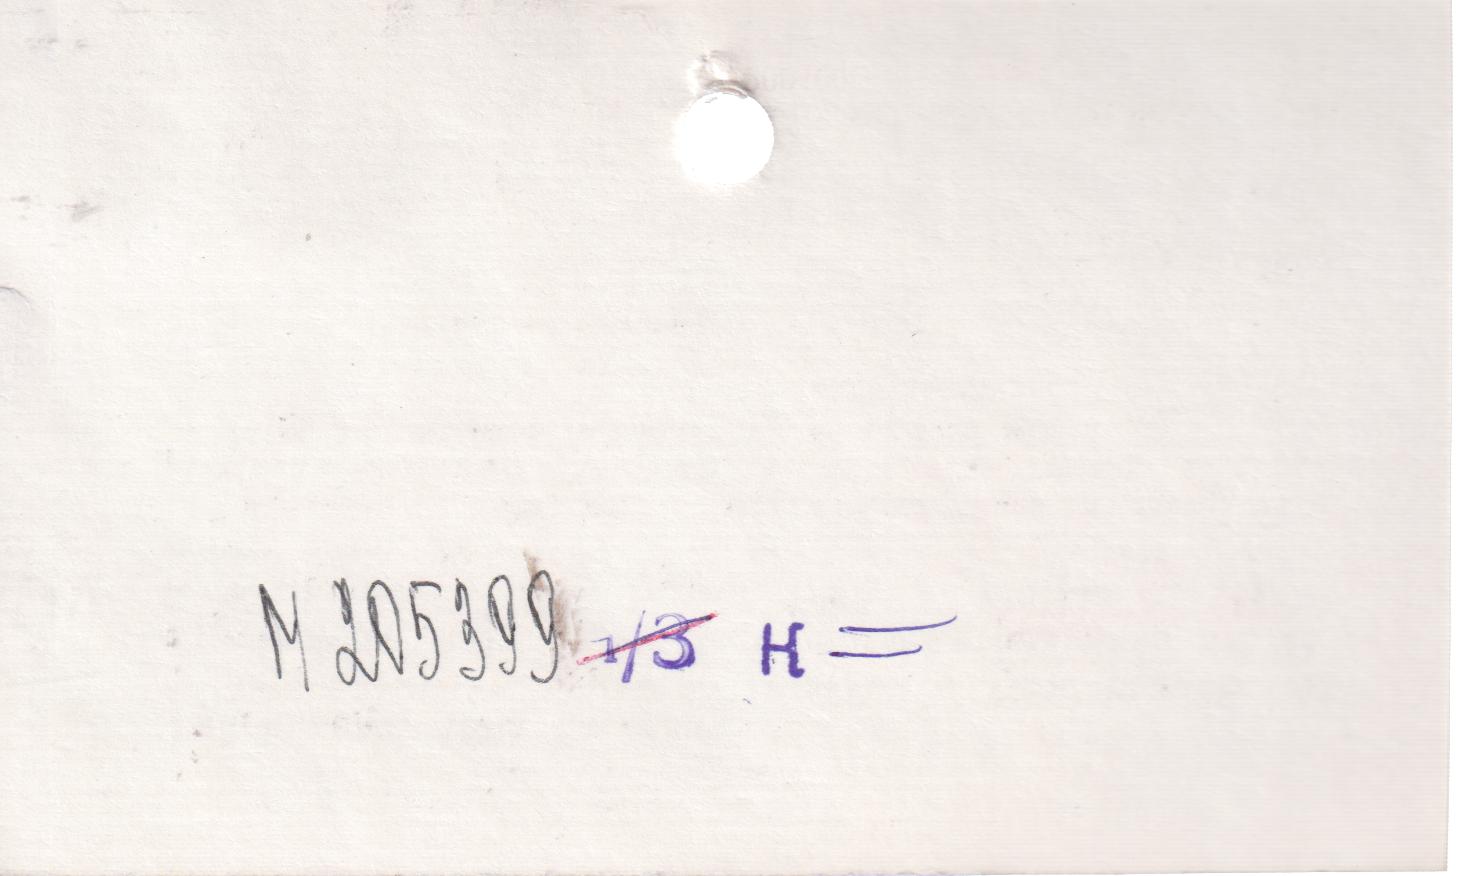 М 205399 1/3 н =